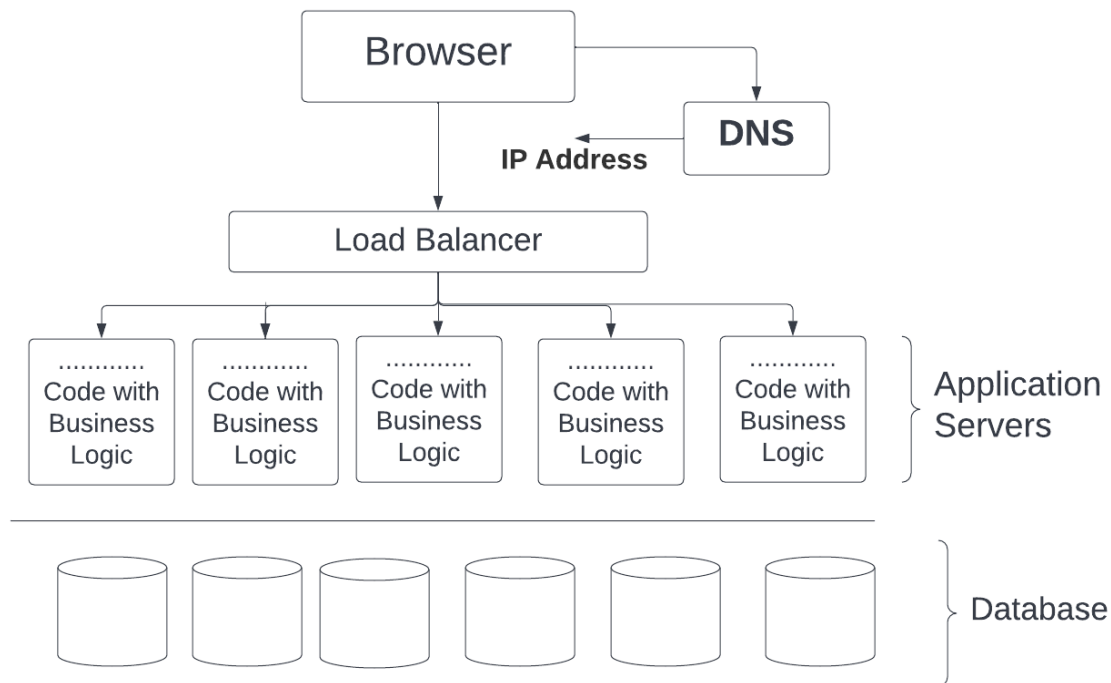 Browser
DNS
IP Address
Load Balancer
............
Code with
Business
Logic
............
Code with
Business
Logic
............
Code with
Business
Logic
............
Code with
Business
Logic
............
Code with
Business
Logic
Application
Servers
Database